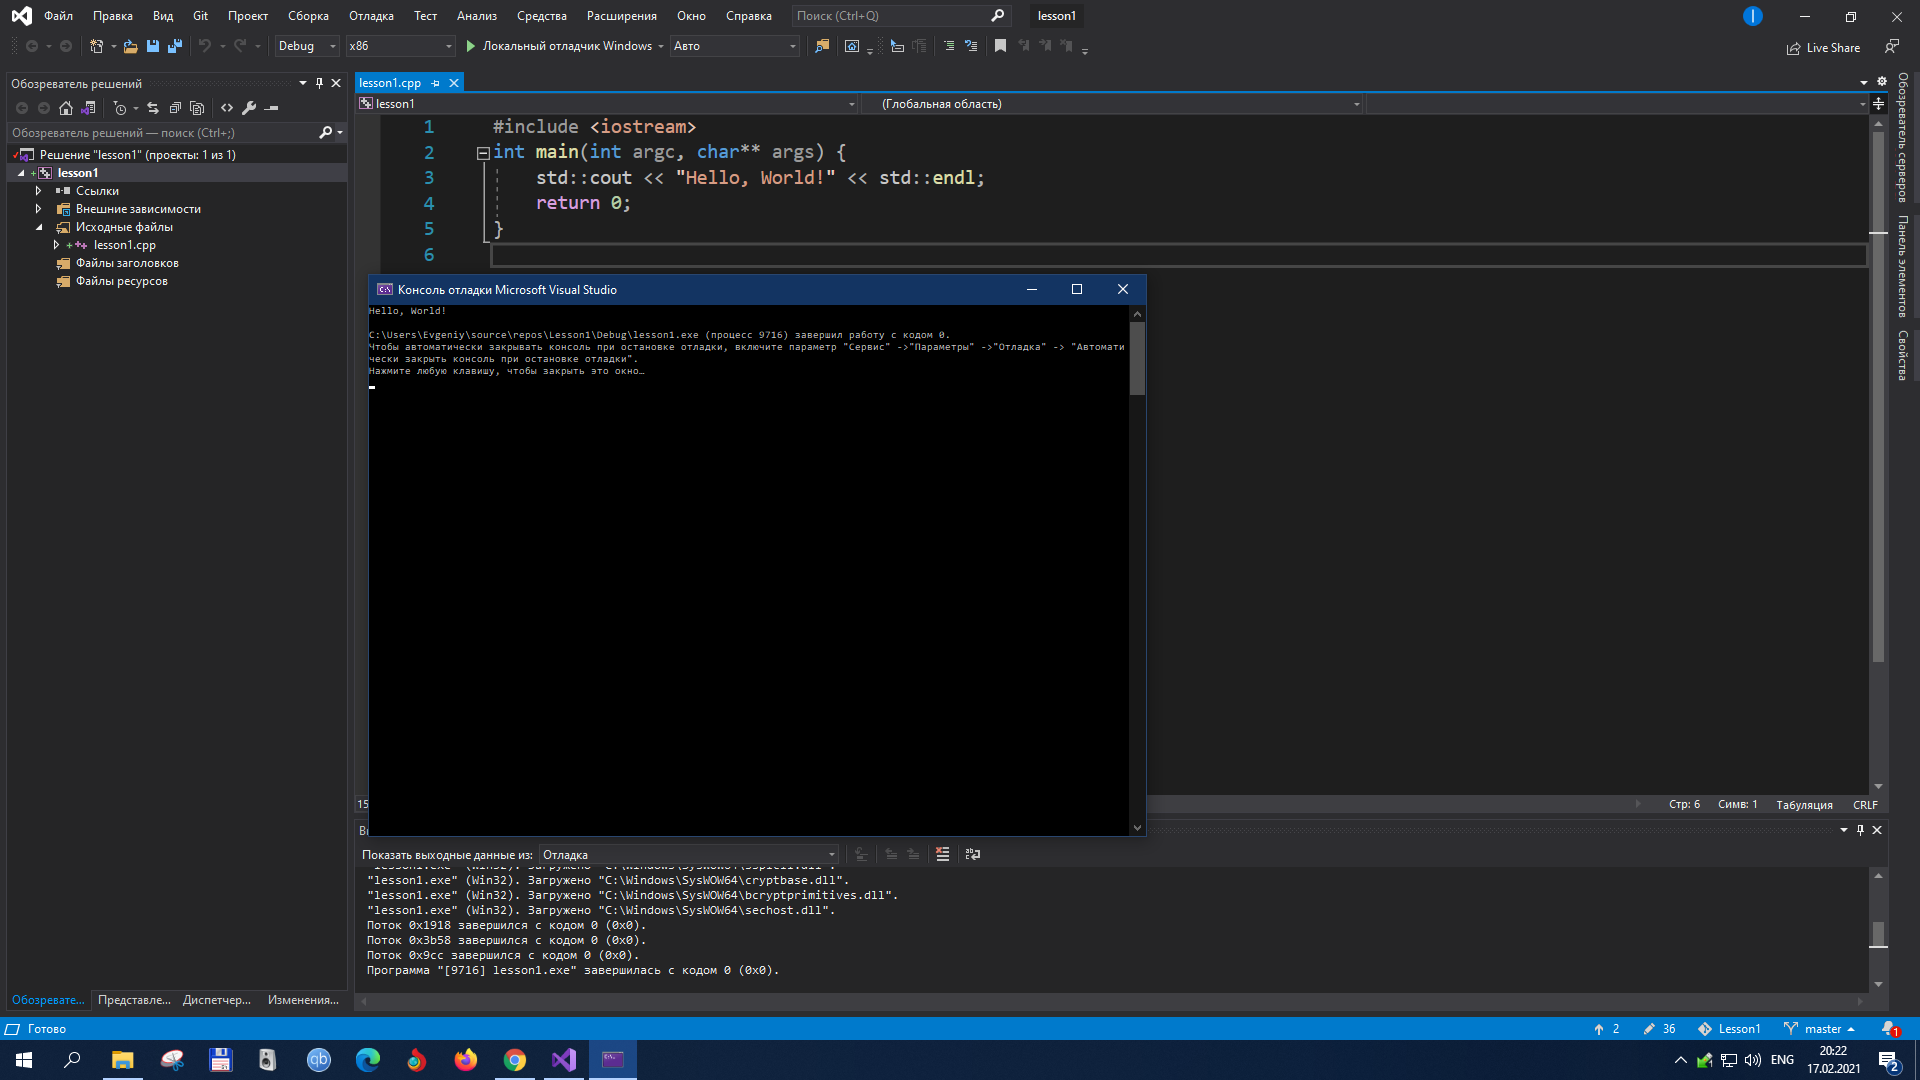 Файл Правка Вид Git Проект Сборка Отладка Тест Анализ Средства Расширения Окно Справка Поиск (Ctrl+Q) lesson1
Debug x86 Локальный отладчик Windows Авто Live Share
Обозреватель решений
Обозреватель решений — поиск (Ctrl+;)
Решение "lesson1" (проекты: 1 из 1)
lesson1
Ссылки
Внешние зависимости
Исходные файлы
lesson1.cpp
Файлы заголовков
Файлы ресурсов
Обозревате... Представле... Диспетчер... Изменения...
lesson1.cpp
lesson1 (Глобальная область)
1 #include <iostream>
2 int main(int argc, char** args) {
3 std::cout << "Hello, World!" << std::endl;
4 return 0;
5 }
6
Консоль отладки Microsoft Visual Studio
Hello, World!
C:\Users\Evgeniy\source\repos\Lesson1\Debug\lesson1.exe (процесс 9716) завершил работу с кодом 0.
Чтобы автоматически закрывать консоль при остановке отладки, включите параметр "Сервис" ->"Параметры" ->"Отладка" -> "Автомати
чески закрыть консоль при остановке отладки".
Нажмите любую клавишу, чтобы закрыть это окно…
15
Стр: 6 Симв: 1 Табуляция CRLF
Показать выходные данные из: Отладка
"lesson1.exe" (Win32). Загружено "C:\Windows\SysWOW64\cryptbase.dll".
"lesson1.exe" (Win32). Загружено "C:\Windows\SysWOW64\bcryptprimitives.dll".
"lesson1.exe" (Win32). Загружено "C:\Windows\SysWOW64\sechost.dll".
Поток 0x1918 завершился с кодом 0 (0x0).
Поток 0x3b58 завершился с кодом 0 (0x0).
Поток 0x9cc завершился с кодом 0 (0x0).
Программа "[9716] lesson1.exe" завершилась с кодом 0 (0x0).
Обозреватель серверов
Панель элементов
Свойства
Готово 2 36 Lesson1 master 1
qb ENG 20:22
17.02.2021 2